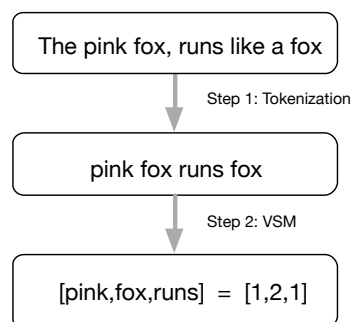 The pink fox, runs like a fox
Step 1: Tokenization
pink fox runs fox
Step 2: VSM
[pink,fox,runs] = [1,2,1]